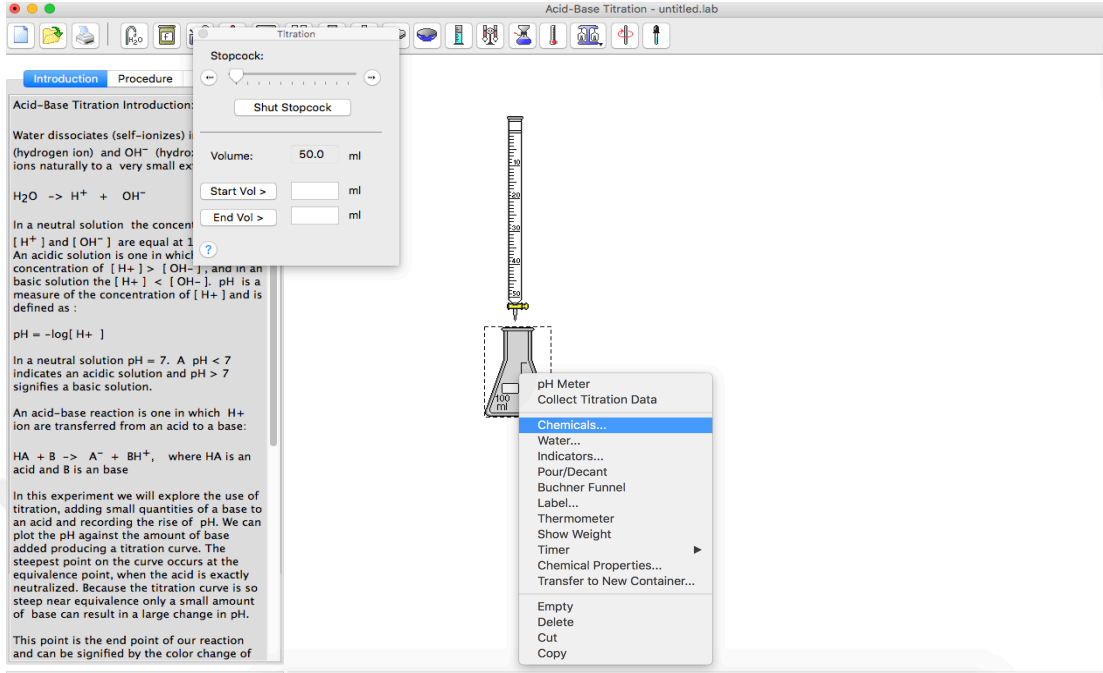 Acid-Base Titration - untitled.lab
H₂O
Titration
Stopcock:
Shut Stopcock
Volume: 50.0 ml
Start Vol > ml
End Vol > ml
?
Introduction Procedure
Acid-Base Titration Introduction:
Water dissociates (self-ionizes)
(hydrogen ion) and OH⁻
ions naturally to a very small
H₂O -> H⁺ + OH⁻
In a neutral solution the
[ H⁺ ] and [ OH⁻ ] are equal at
An acidic solution is one in
concentration of [ H+ ] > [ OH- ], and in an
basic solution the [ H+ ] < [ OH- ]. pH is a
measure of the concentration of [ H+ ] and is
defined as :
pH = -log[ H+ ]
In a neutral solution pH = 7. A pH < 7
indicates an acidic solution and pH > 7
signifies a basic solution.
An acid-base reaction is one in which H+
ion are transferred from an acid to a base:
HA + B -> A⁻ + BH⁺, where HA is an
acid and B is an base
In this experiment we will explore the use of
titration, adding small quantities of a base to
an acid and recording the rise of pH. We can
plot the pH against the amount of base
added producing a titration curve. The
steepest point on the curve occurs at the
equivalence point, when the acid is exactly
neutralized. Because the titration curve is so
steep near equivalence only a small amount
of base can result in a large change in pH.
This point is the end point of our reaction
and can be signified by the color change of
10
20
30
40
50
100
ml
pH Meter
Collect Titration Data
Chemicals...
Water...
Indicators...
Pour/Decant
Buchner Funnel
Label...
Thermometer
Show Weight
Timer
Chemical Properties...
Transfer to New Container...
Empty
Delete
Cut
Copy